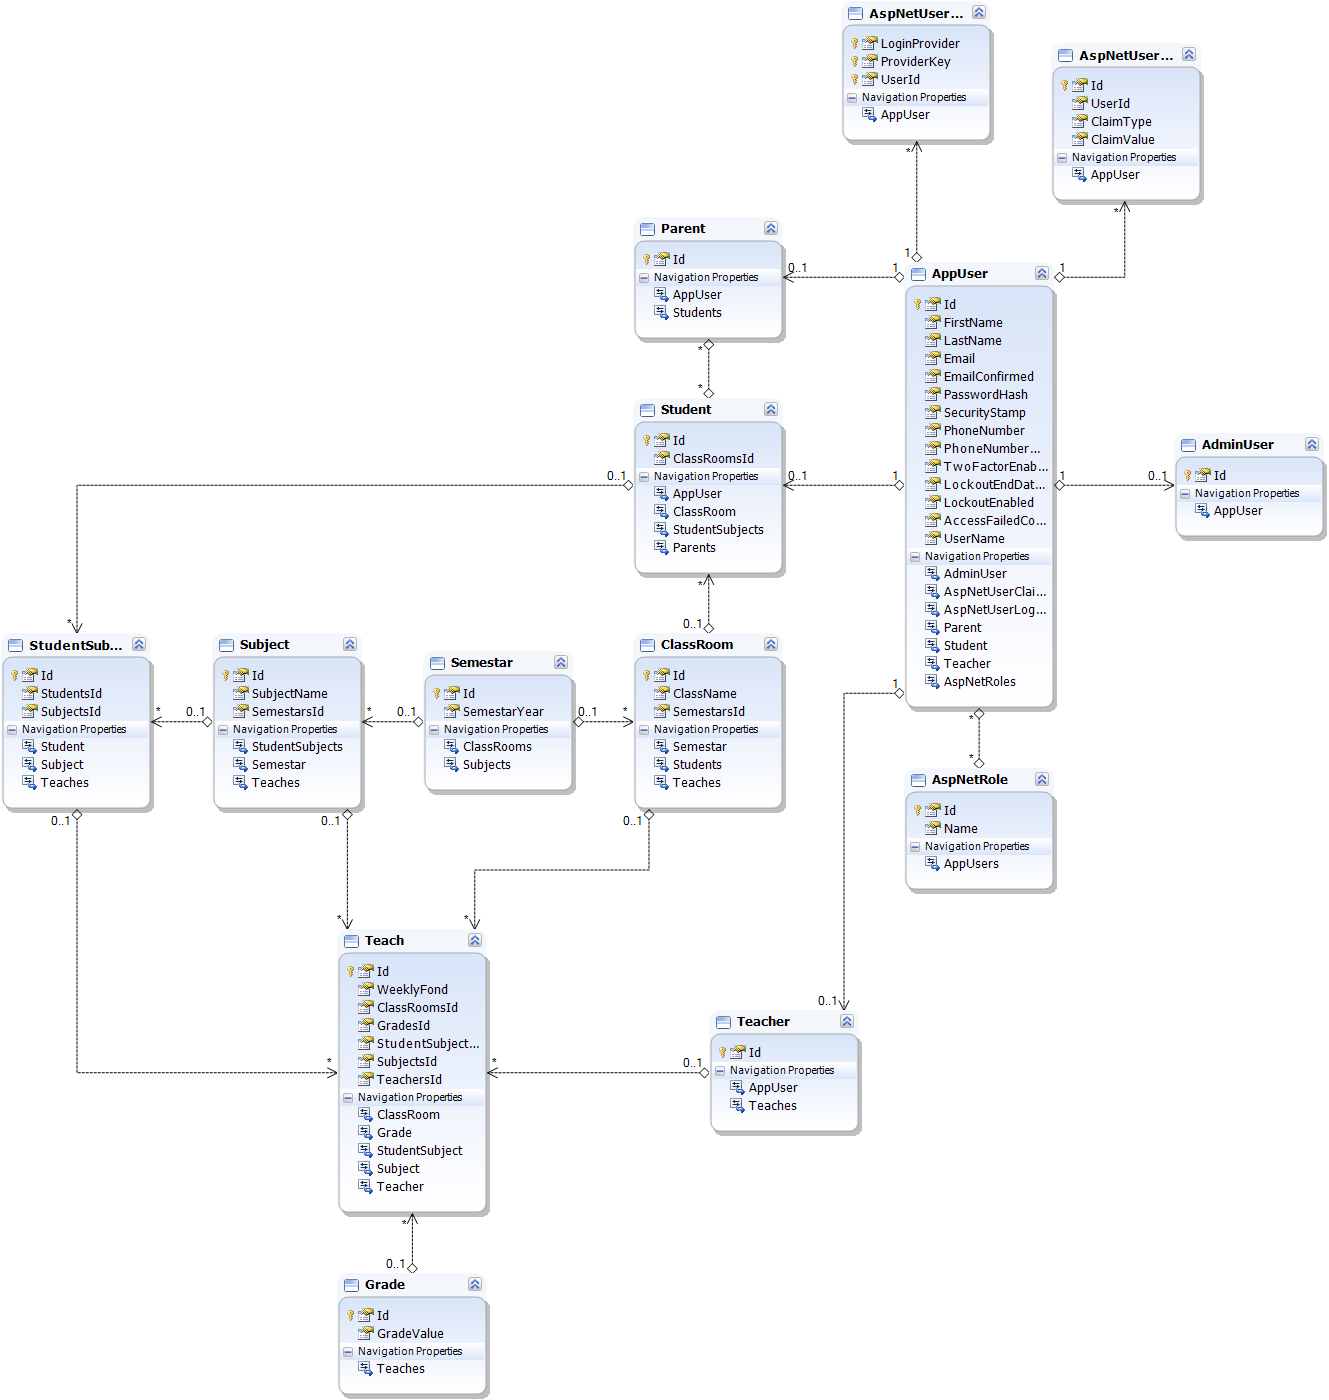 AspNetUser...
LoginProvider
ProviderKey
UserId
Navigation Properties
AppUser
AspNetUser...
Id
UserId
ClaimType
ClaimValue
Navigation Properties
AppUser
*
1
*
1
Parent
Id
Navigation Properties
AppUser
Students
0..1
1
AppUser
Id
FirstName
LastName
Email
EmailConfirmed
PasswordHash
SecurityStamp
PhoneNumber
PhoneNumber...
TwoFactorEnab...
LockoutEndDat...
LockoutEnabled
AccessFailedCo...
UserName
Navigation Properties
AdminUser
AspNetUserClai...
AspNetUserLog...
Parent
Student
Teacher
AspNetRoles
*
*
Student
Id
ClassRoomsId
Navigation Properties
AppUser
ClassRoom
StudentSubjects
Parents
0..1
0..1
1
1
0..1
AdminUser
Id
Navigation Properties
AppUser
*
*
0..1
StudentSub...
Id
StudentsId
SubjectsId
Navigation Properties
Student
Subject
Teaches
*
0..1
Subject
Id
SubjectName
SemestarsId
Navigation Properties
StudentSubjects
Semestar
Teaches
*
0..1
Semestar
Id
SemestarYear
Navigation Properties
ClassRooms
Subjects
0..1
*
ClassRoom
Id
ClassName
SemestarsId
Navigation Properties
Semestar
Students
Teaches
1
*
*
AspNetRole
Id
Name
Navigation Properties
AppUsers
0..1
0..1
0..1
*
*
Teach
Id
WeeklyFond
ClassRoomsId
GradesId
StudentSubject...
SubjectsId
TeachersId
Navigation Properties
ClassRoom
Grade
StudentSubject
Subject
Teacher
*
*
0..1
0..1
Teacher
Id
Navigation Properties
AppUser
Teaches
*
0..1
Grade
Id
GradeValue
Navigation Properties
Teaches